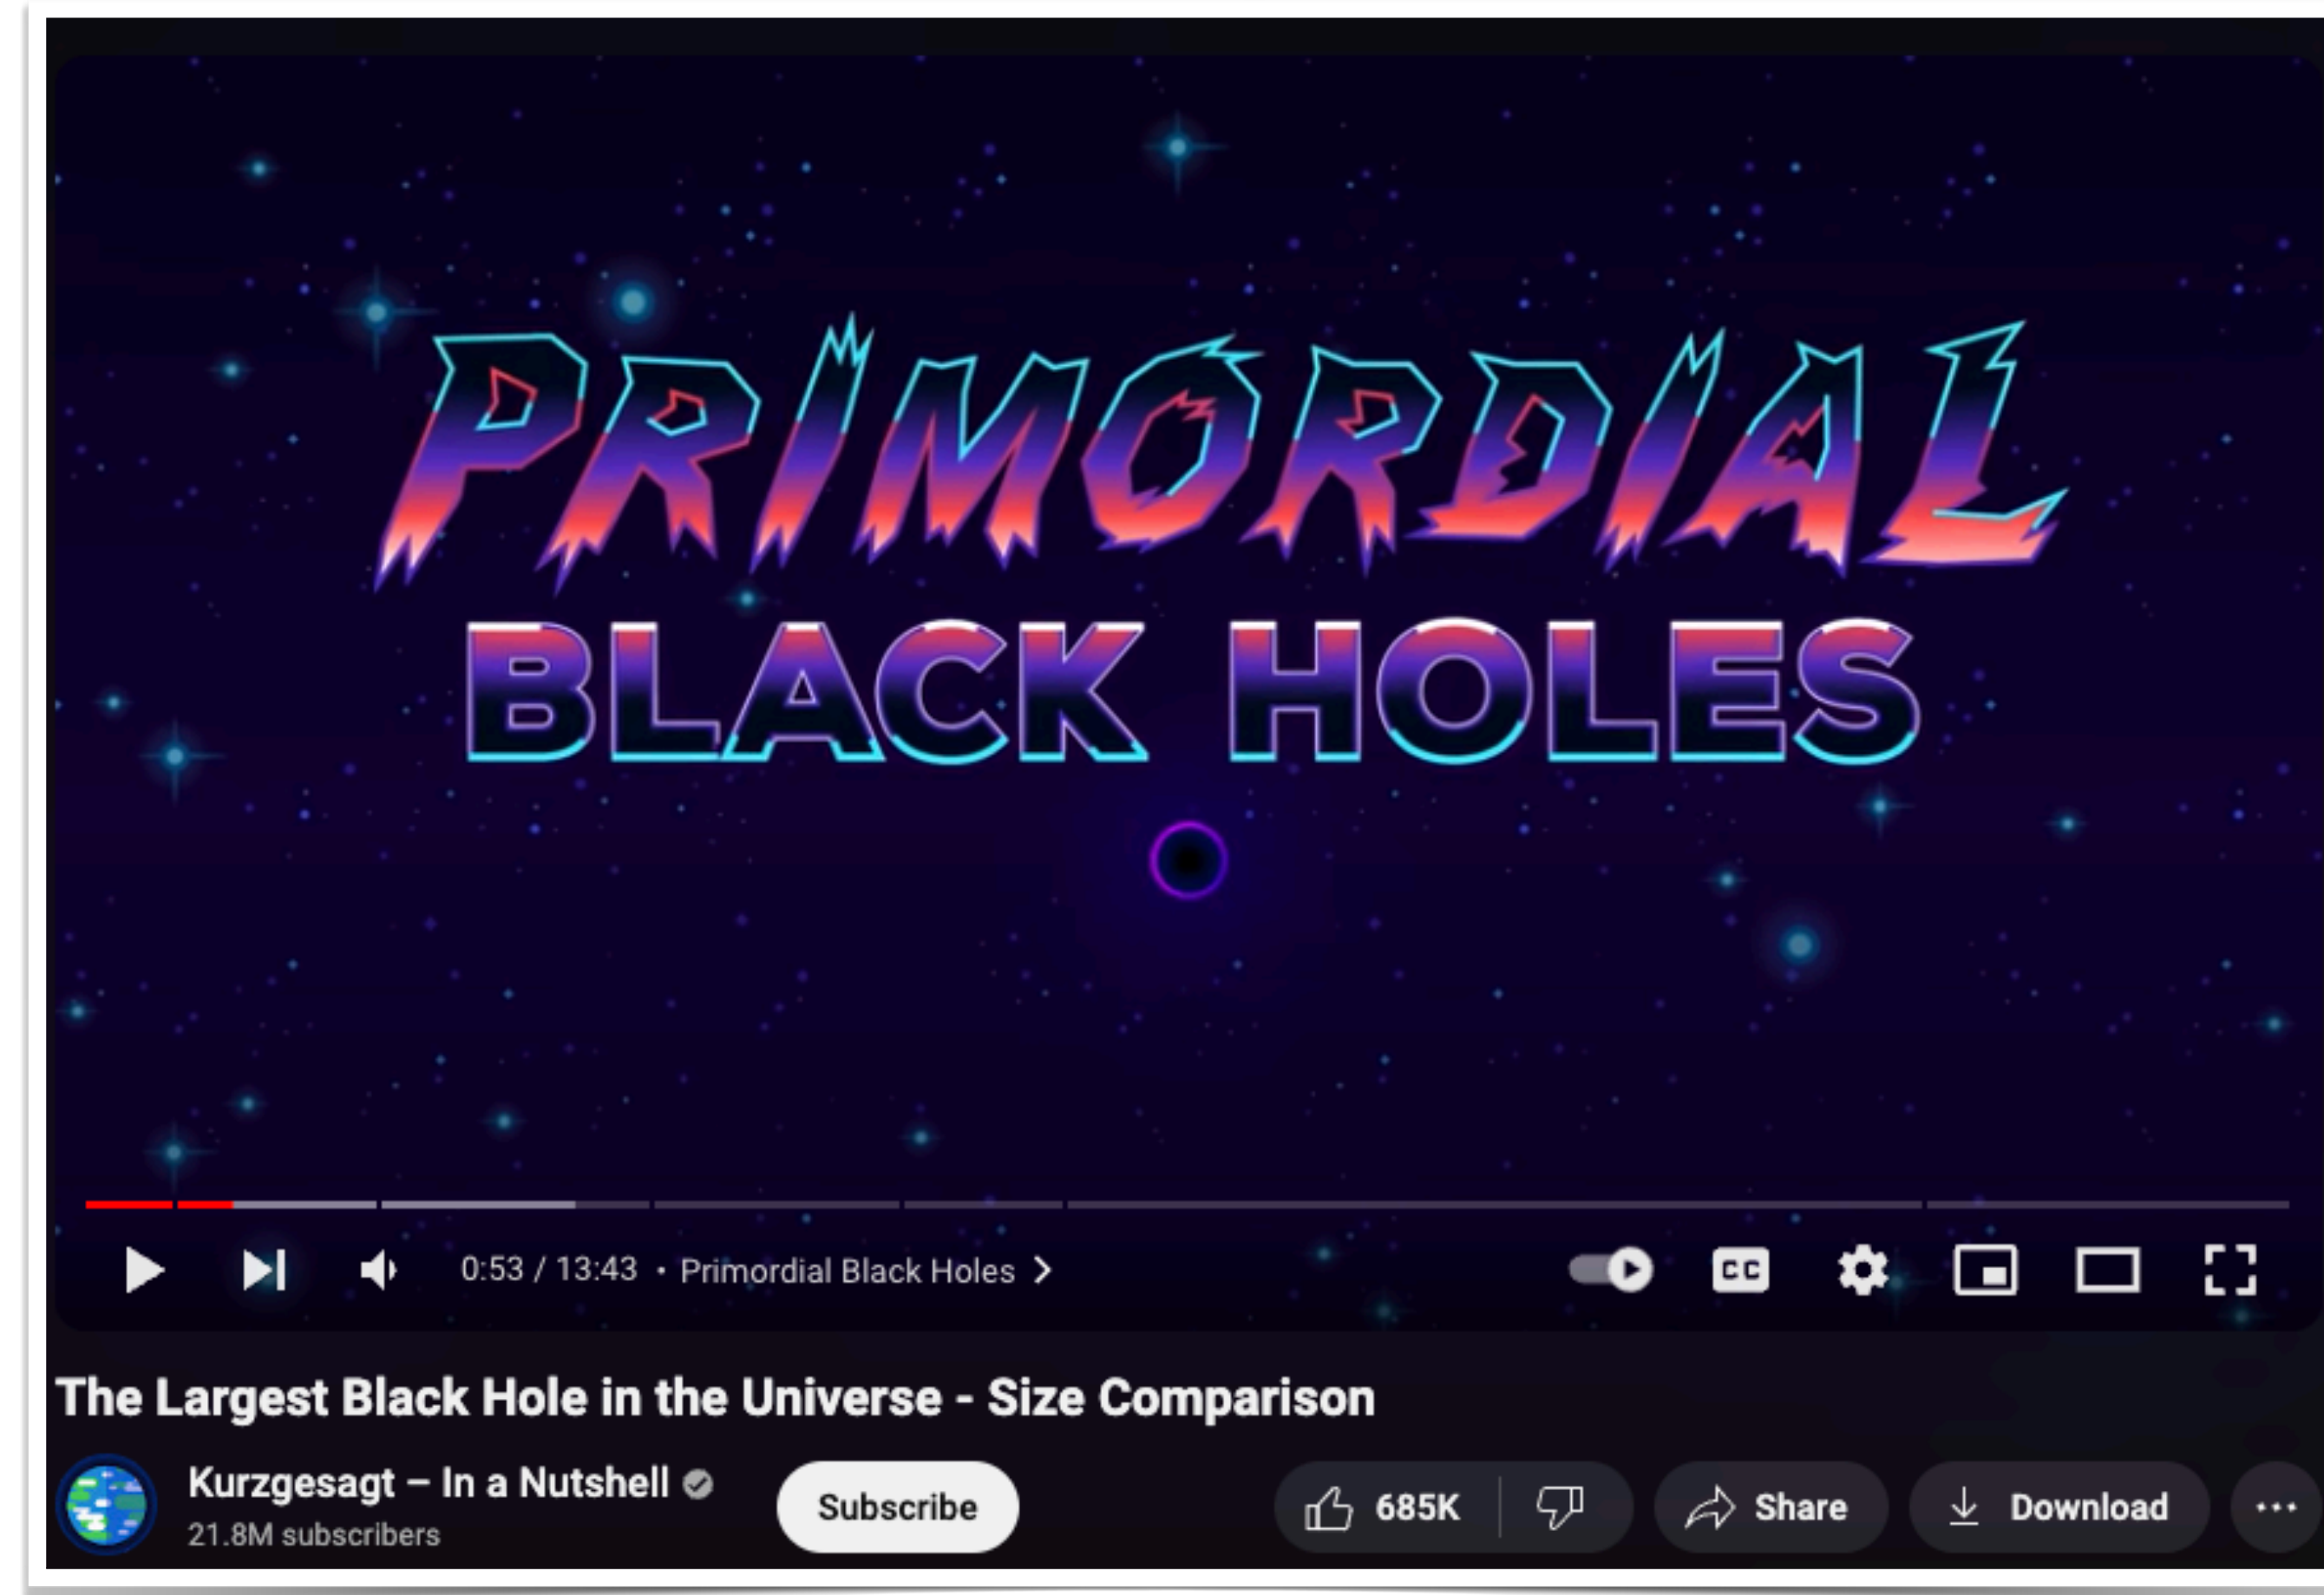 PRIMORDIAL
BLACK HOLES
0:53 / 13:43 • Primordial Black Holes
CC
The Largest Black Hole in the Universe - Size Comparison
Kurzgesagt – In a Nutshell
21.8M subscribers
Subscribe
685K
Share
Download